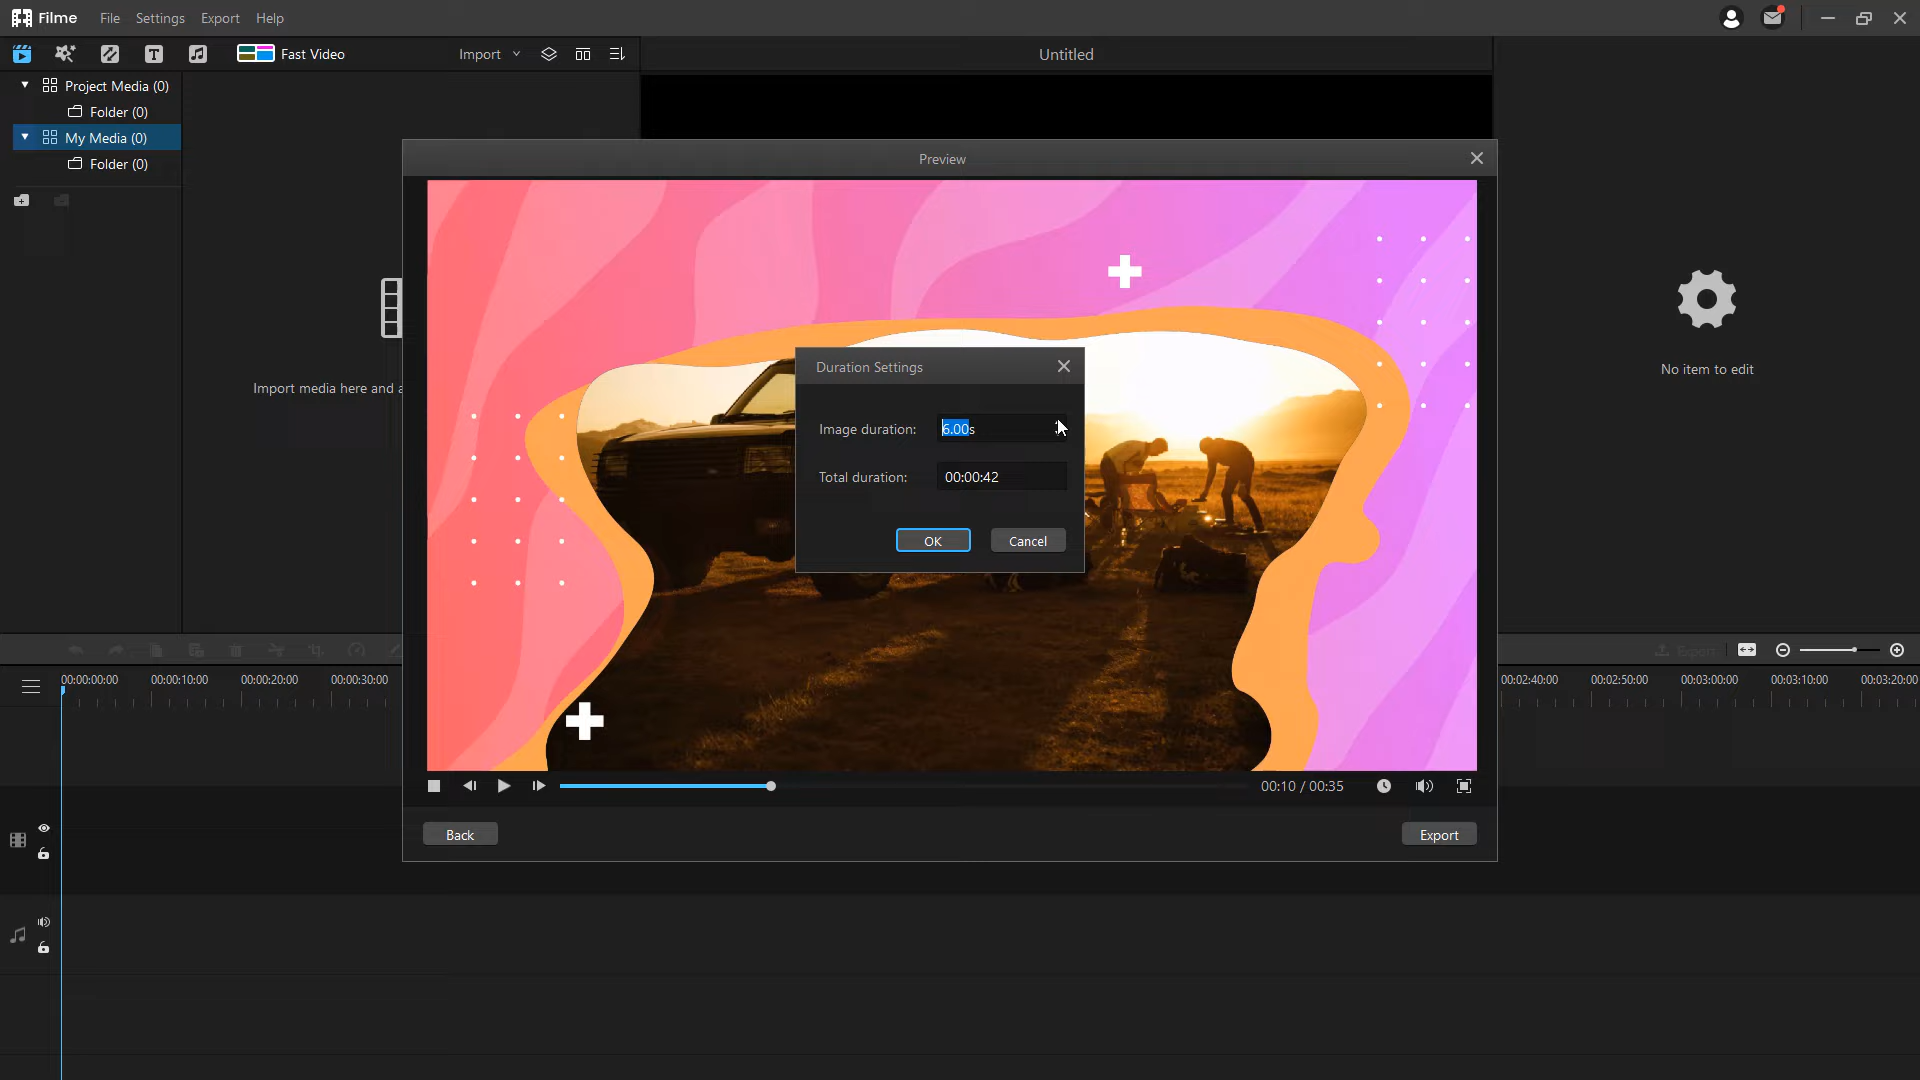 Filme File Settings Export Help
Fast Video Import Untitled
Project Media (0)
Folder (0)
My Media (0)
Folder (0)
Preview
Import media here and
No item to edit
Duration Settings
Image duration: 6.00s
Total duration: 00:00:42
OK Cancel
00:10 / 00:35
Back Export
Export
00:00:00:00 00:00:10:00 00:00:20:00 00:00:30:00 00:02:40:00 00:02:50:00 00:03:00:00 00:03:10:00 00:03:20:00